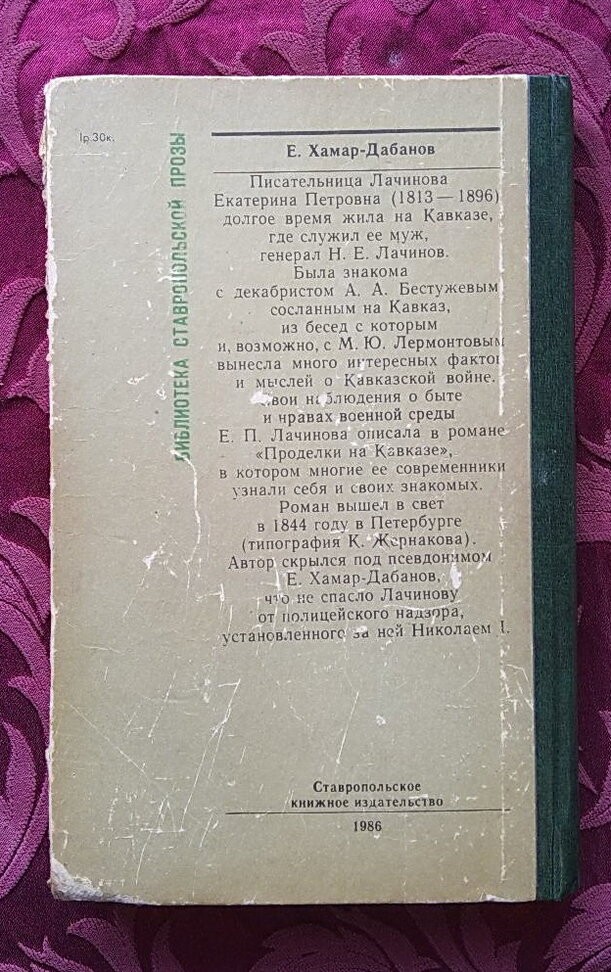 1р.30к.
БИБЛИОТЕКА СТАВРОПОЛЬСКОЙ ПРОЗЫ
Е. Хамар-Дабанов
Писательница Лачинова
Екатерина Петровна (1813 — 1896)
долгое время жила на Кавказе,
где служил ее муж,
генерал Н. Е. Лачинов.
Была знакома
с декабристом А. А. Бестужевым
сосланным на Кавказ,
из бесед с которым
и, возможно, с М. Ю. Лермонтовым
вынесла много интересных фактов
и мыслей о Кавказской войне.
Свои наблюдения о быте
и нравах военной среды
Е. П. Лачинова описала в романе
«Проделки на Кавказе»,
в котором многие ее современники
узнали себя и своих знакомых.
Роман вышел в свет
в 1844 году в Петербурге
(типография К. Жернакова).
Автор скрылся под псевдонимом
Е. Хамар-Дабанов,
что не спасло Лачинову
от полицейского надзора,
установленного за ней Николаем I.
Ставропольское
книжное издательство
1986